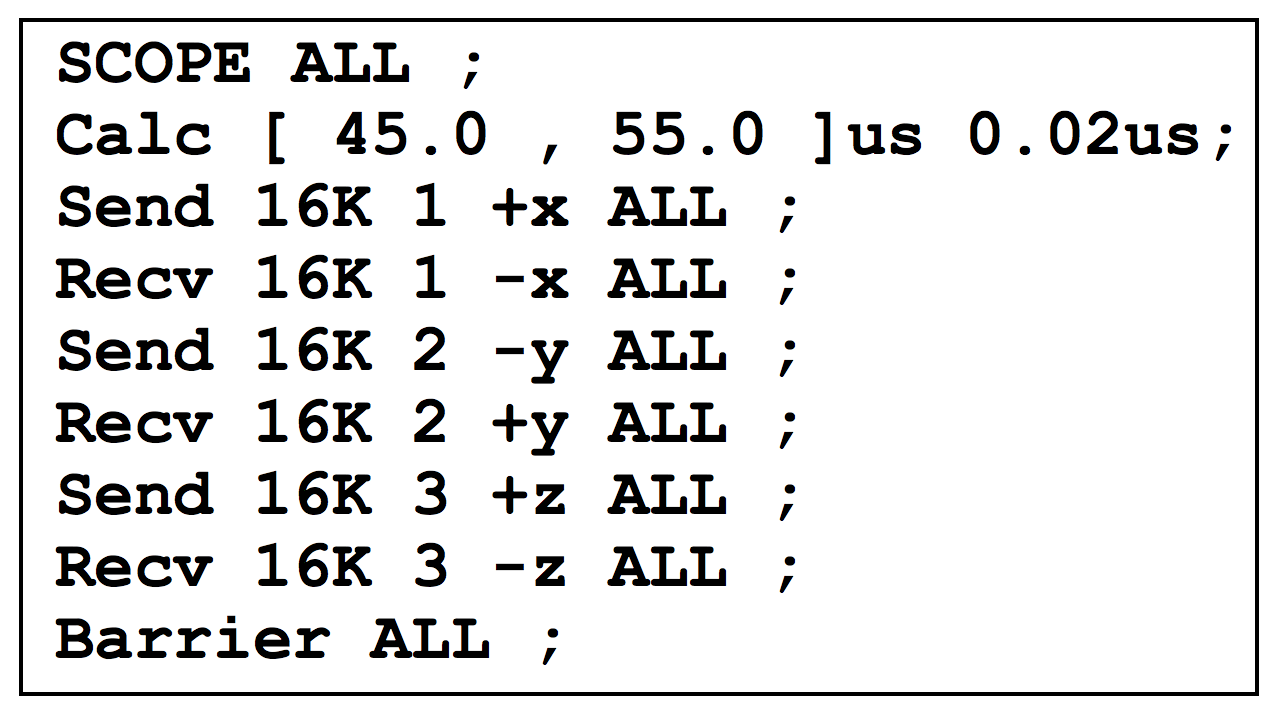 SCOPE ALL ;
Calc [ 45.0 , 55.0 ]us 0.02us;
Send 16K 1 +x ALL ;
Recv 16K 1 -x ALL ;
Send 16K 2 -y ALL ;
Recv 16K 2 +y ALL ;
Send 16K 3 +z ALL ;
Recv 16K 3 -z ALL ;
Barrier ALL ;